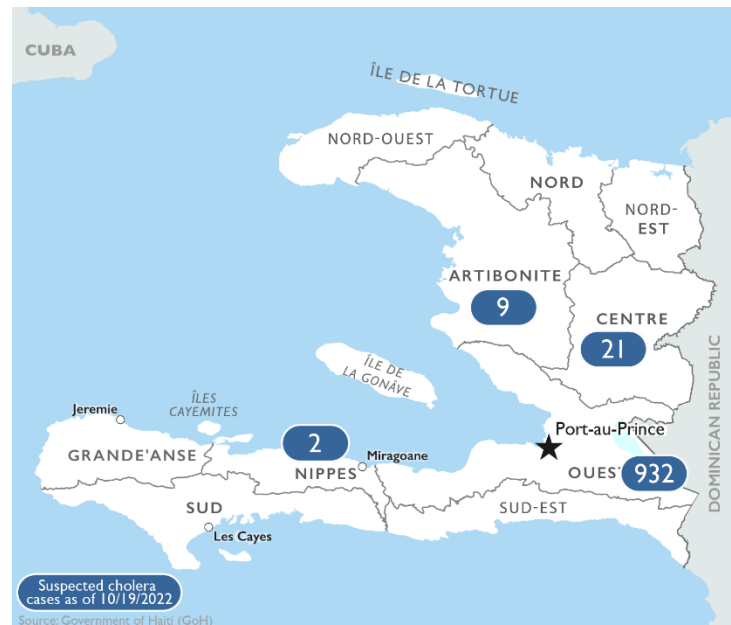 CUBA
ÎLE DE LA TORTUE
NORD-OUEST
NORD
NORD-
EST
ARTIBONITE
9
CENTRE
21
ÎLE DE
LA GONÂVE
DOMINICAN REPUBLIC
ÎLES
CAYEMITES
Jeremie
GRANDE'ANSE
2
NIPPES
Miragoane
Port-au-Prince
OUES
932
SUD
SUD-EST
Les Cayes
Suspected cholera
cases as of 10/19/2022
Source: Government of Haiti (GoH)